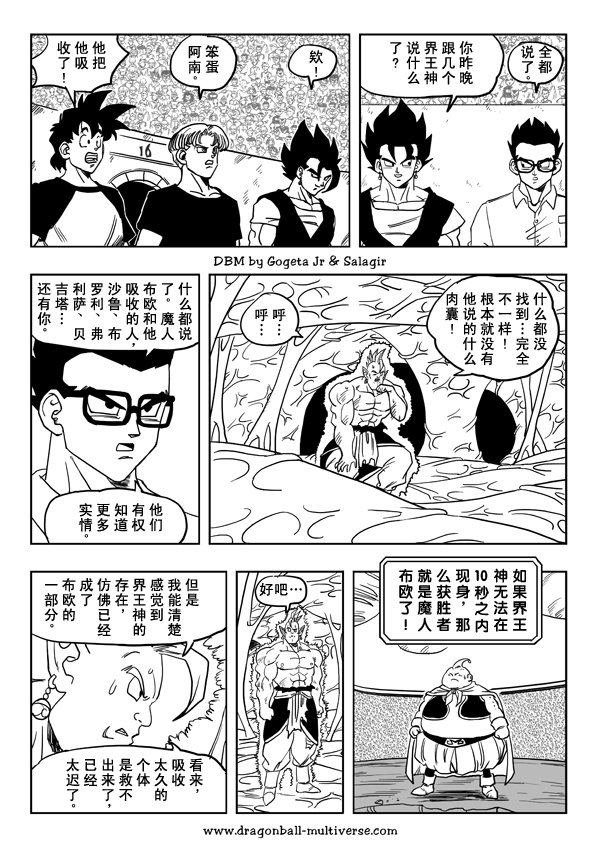 他把
他吸
收了！
笨蛋
阿南。
欸！
你昨晚
跟几个
界王神
说什么
了？
全都
说了。
16
DBM by Gogeta Jr & Salagir
什么都说
了。魔人
布欧和他
吸收的人，
沙鲁、布
罗利、弗
利萨、贝
吉塔…
还有你。
他们
有权
知道
更多
实情。
呼…
呼…
什么都没
找到…完全
不一样！
根本就没有
他说的什么
肉囊！
但是
我能清楚
感觉到
界王神的
存在，
仿佛已经
成了
布欧的
一部分。
看来，
吸收
太久的
个体
是救不
出来了，
已经
太迟了。
好吧…
如果界王
神无法在
10秒之内
现身，那
么获胜者
就是魔人
布欧了！
www.dragonball-multiverse.com